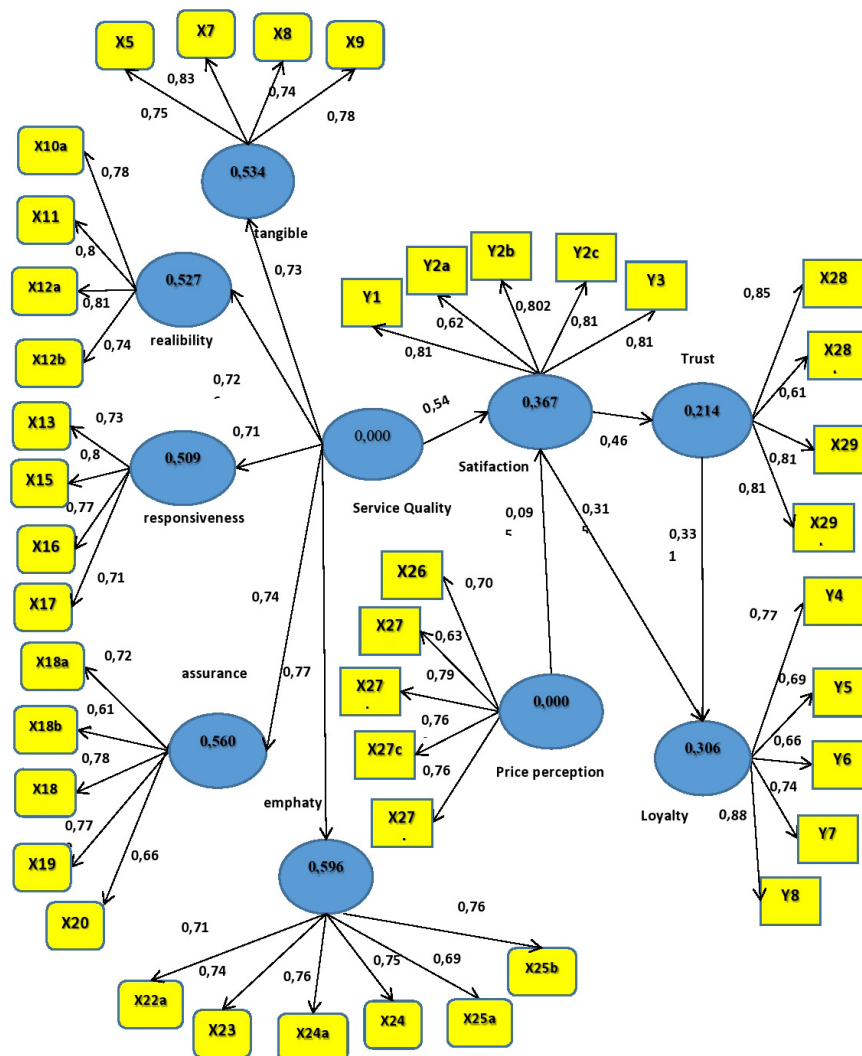 X5
X7
X8
X9
0,83
0,74
0,75
0,78
X10a
0,78
0,534
tangible
X11
0,8
0,73
0,527
X12a
0,81
realibility
X12b
0,74
0,72
Y1
Y2a
Y2b
Y2c
Y3
0,81
0,62
0,802
0,81
0,81
X28
0,85
X28
0,61
Trust
0,214
X29
0,81
X29
0,81
X13
0,73
0,8
X15
0,77
X16
0,71
X17
0,509
responsiveness
0,71
0,000
Service Quality
0,54
0,367
Satifaction
0,46
0,09
0,31
0,33
1
0,74
0,77
X26
0,70
X27
0,63
X27
0,79
X27c
0,76
X27
0,76
0,000
Price perception
Y4
0,77
Y5
0,69
Y6
0,66
Y7
0,74
Y8
0,88
0,306
Loyalty
X18a
0,72
assurance
X18b
0,61
X18
0,78
0,560
X19
0,77
X20
0,66
emphaty
0,596
0,71
0,74
0,76
0,75
0,69
0,76
X22a
X23
X24a
X24
X25a
X25b